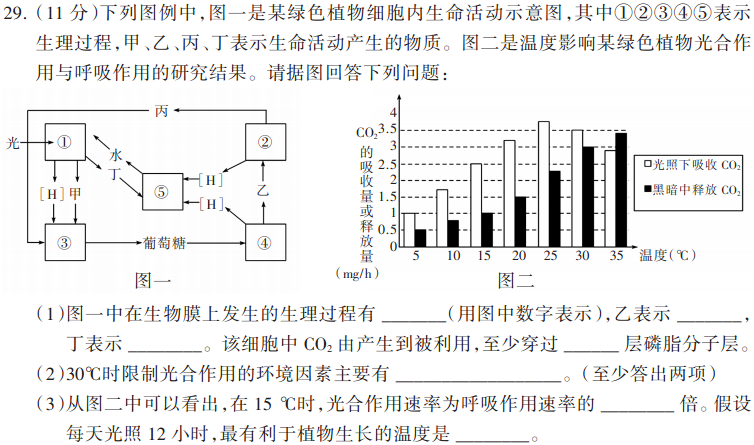 29. (11 分)下列图例中,图一是某绿色植物细胞内生命活动示意图,其中①②③④⑤表示
生理过程,甲、乙、丙、丁表示生命活动产生的物质。图二是温度影响某绿色植物光合作
用与呼吸作用的研究结果。请据图回答下列问题:
丙
光
①
②
水
丁
⑤
[H]
[H]
[H]
甲
乙
③
葡萄糖
④
图一
CO₂的吸收量或释放量
(mg/h)
4
3.5
3
2.5
2
1.5
1
0.5
0
5 10 15 20 25 30 35 温度(℃)
光照下吸收 CO₂
黑暗中释放 CO₂
图二
(1)图一中在生物膜上发生的生理过程有 ______(用图中数字表示),乙表示 ______,
丁表示 ______。该细胞中 CO₂ 由产生到被利用,至少穿过 ______ 层磷脂分子层。
(2)30℃时限制光合作用的环境因素主要有 ______________。(至少答出两项)
(3)从图二中可以看出,在 15 ℃时,光合作用速率为呼吸作用速率的 ______ 倍。假设
每天光照 12 小时,最有利于植物生长的温度是 ______。